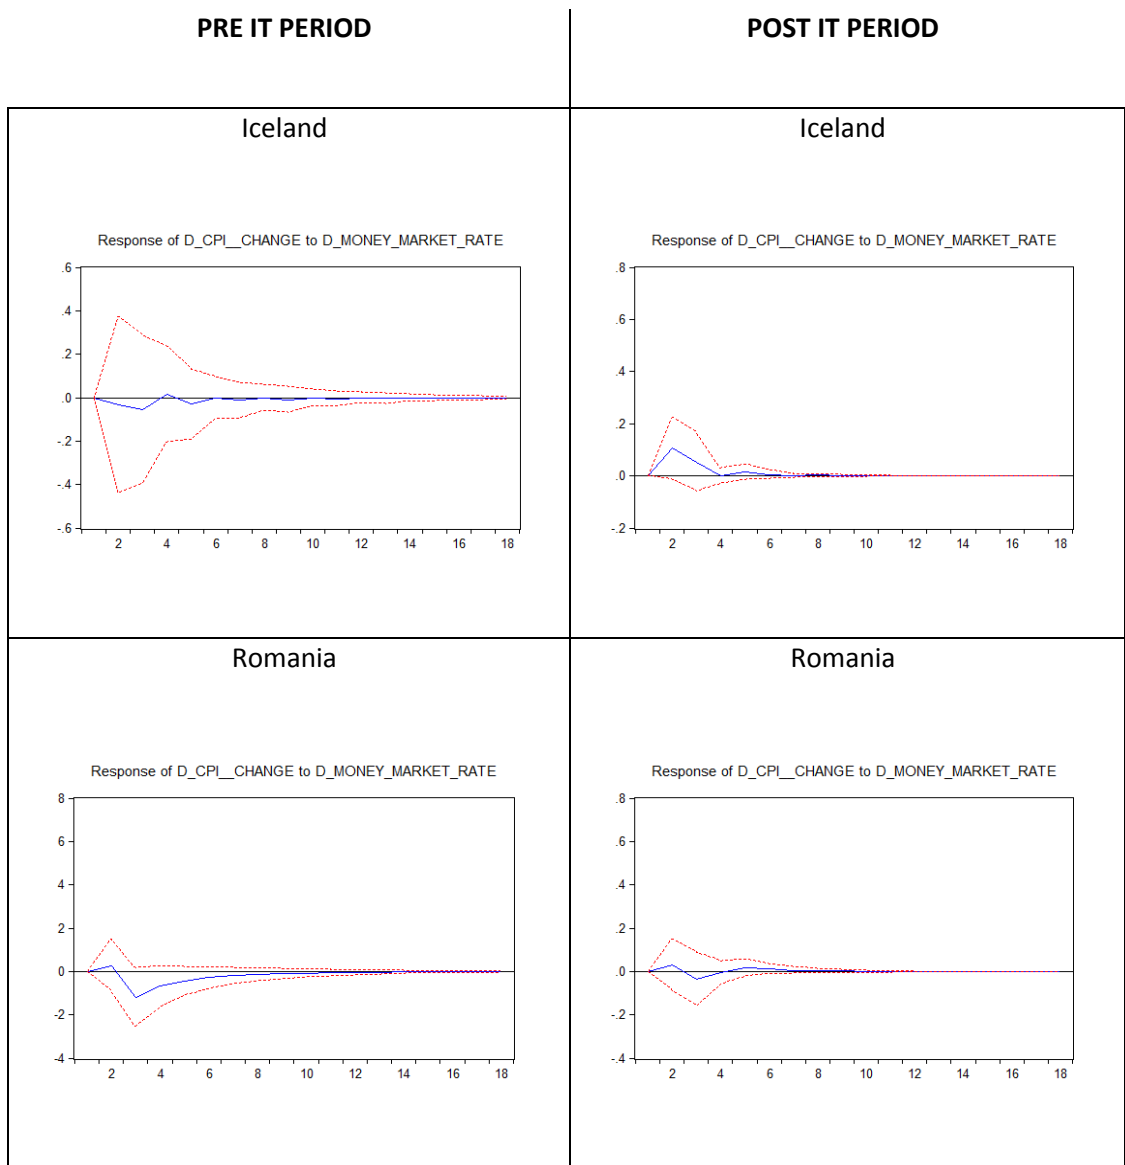 PRE IT PERIOD
POST IT PERIOD
Iceland
Response of D_CPI__CHANGE to D_MONEY_MARKET_RATE
.6
.4
.2
.0
-.2
-.4
-.6
2 4 6 8 10 12 14 16 18
Iceland
Response of D_CPI__CHANGE to D_MONEY_MARKET_RATE
.8
.6
.4
.2
.0
-.2
2 4 6 8 10 12 14 16 18
Romania
Response of D_CPI__CHANGE to D_MONEY_MARKET_RATE
8
6
4
2
0
-2
-4
2 4 6 8 10 12 14 16 18
Romania
Response of D_CPI__CHANGE to D_MONEY_MARKET_RATE
.8
.6
.4
.2
.0
-.2
-.4
2 4 6 8 10 12 14 16 18